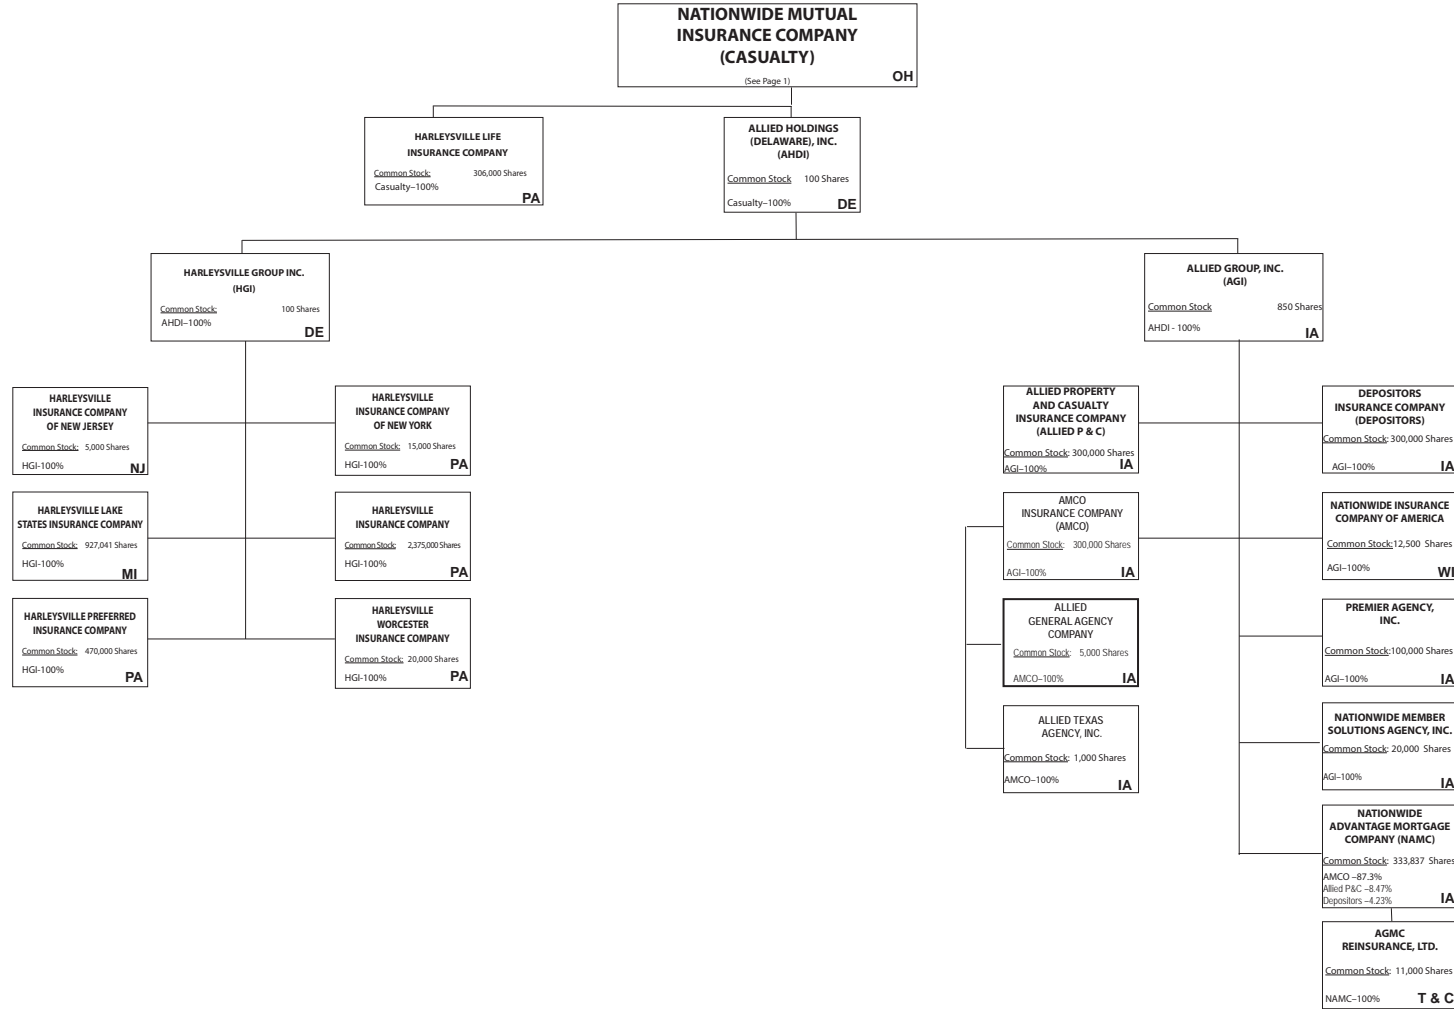 NATIONWIDE MUTUAL
INSURANCE COMPANY
(CASUALTY)
(See Page 1)
OH
HARLEYSVILLE LIFE
INSURANCE COMPANY
Common Stock: 306,000 Shares
Casualty–100%
PA
ALLIED HOLDINGS
(DELAWARE), INC.
(AHDI)
Common Stock 100 Shares
Casualty–100%
DE
HARLEYSVILLE GROUP INC.
(HGI)
Common Stock: 100 Shares
AHDI–100%
DE
ALLIED GROUP, INC.
(AGI)
Common Stock 850 Shares
AHDI - 100%
IA
HARLEYSVILLE
INSURANCE COMPANY
OF NEW JERSEY
Common Stock: 5,000 Shares
HGI-100%
NJ
HARLEYSVILLE
INSURANCE COMPANY
OF NEW YORK
Common Stock: 15,000 Shares
HGI-100%
PA
HARLEYSVILLE LAKE
STATES INSURANCE COMPANY
Common Stock: 927,041 Shares
HGI-100%
MI
HARLEYSVILLE
INSURANCE COMPANY
Common Stock: 2,375,000 Shares
HGI-100%
PA
HARLEYSVILLE PREFERRED
INSURANCE COMPANY
Common Stock: 470,000 Shares
HGI-100%
PA
HARLEYSVILLE
WORCESTER
INSURANCE COMPANY
Common Stock: 20,000 Shares
HGI-100%
PA
ALLIED PROPERTY
AND CASUALTY
INSURANCE COMPANY
(ALLIED P & C)
Common Stock: 300,000 Shares
AGI–100%
IA
AMCO
INSURANCE COMPANY
(AMCO)
Common Stock: 300,000 Shares
AGI–100%
IA
ALLIED
GENERAL AGENCY
COMPANY
Common Stock: 5,000 Shares
AMCO–100%
IA
ALLIED TEXAS
AGENCY, INC.
Common Stock: 1,000 Shares
AMCO–100%
IA
DEPOSITORS
INSURANCE COMPANY
(DEPOSITORS)
Common Stock: 300,000 Shares
AGI–100%
IA
NATIONWIDE INSURANCE
COMPANY OF AMERICA
Common Stock:12,500 Shares
AGI–100%
WI
PREMIER AGENCY,
INC.
Common Stock:100,000 Shares
AGI–100%
IA
NATIONWIDE MEMBER
SOLUTIONS AGENCY, INC.
Common Stock: 20,000 Shares
AGI–100%
IA
NATIONWIDE
ADVANTAGE MORTGAGE
COMPANY (NAMC)
Common Stock: 333,837 Shares
AMCO –87.3%
Allied P&C –8.47%
Depositors –4.23%
IA
AGMC
REINSURANCE, LTD.
Common Stock: 11,000 Shares
NAMC–100%
T & C